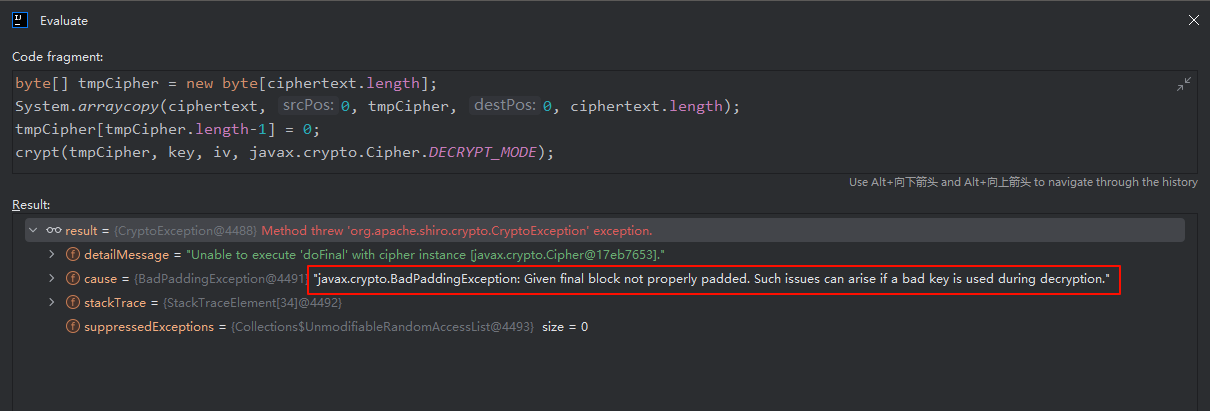 Evaluate
Code fragment:
byte[] tmpCipher = new byte[ciphertext.length];
System.arraycopy(ciphertext, srcPos: 0, tmpCipher, destPos: 0, ciphertext.length);
tmpCipher[tmpCipher.length-1] = 0;
crypt(tmpCipher, key, iv, javax.crypto.Cipher.DECRYPT_MODE);
Use Alt+向下箭头 and Alt+向上箭头 to navigate through the history
Result:
result = {CryptoException@4488} Method threw 'org.apache.shiro.crypto.CryptoException' exception.
detailMessage = "Unable to execute 'doFinal' with cipher instance [javax.crypto.Cipher@17eb7653]."
cause = {BadPaddingException@4491} "javax.crypto.BadPaddingException: Given final block not properly padded. Such issues can arise if a bad key is used during decryption."
stackTrace = {StackTraceElement[34]@4492}
suppressedExceptions = {Collections$UnmodifiableRandomAccessList@4493} size = 0